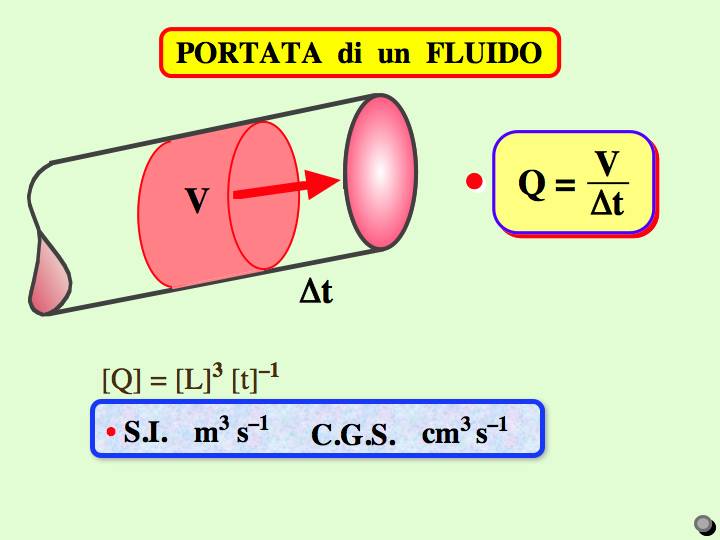 PORTATA di un FLUIDO
V
Q = V/Δt
Δt
[Q] = [L]³ [t]⁻¹
• S.I. m³ s⁻¹ C.G.S. cm³ s⁻¹